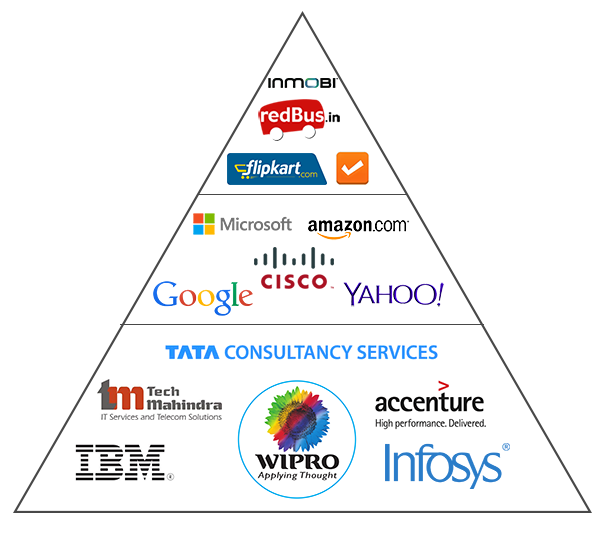 INMOBI
redBus.in
flipkart.com
Microsoft
amazon.com
CISCO
Google
YAHOO!
TATA CONSULTANCY SERVICES
tm Tech Mahindra
IT Services and Telecom Solutions
accenture
High performance. Delivered.
IBM®
WIPRO
Applying Thought
Infosys®